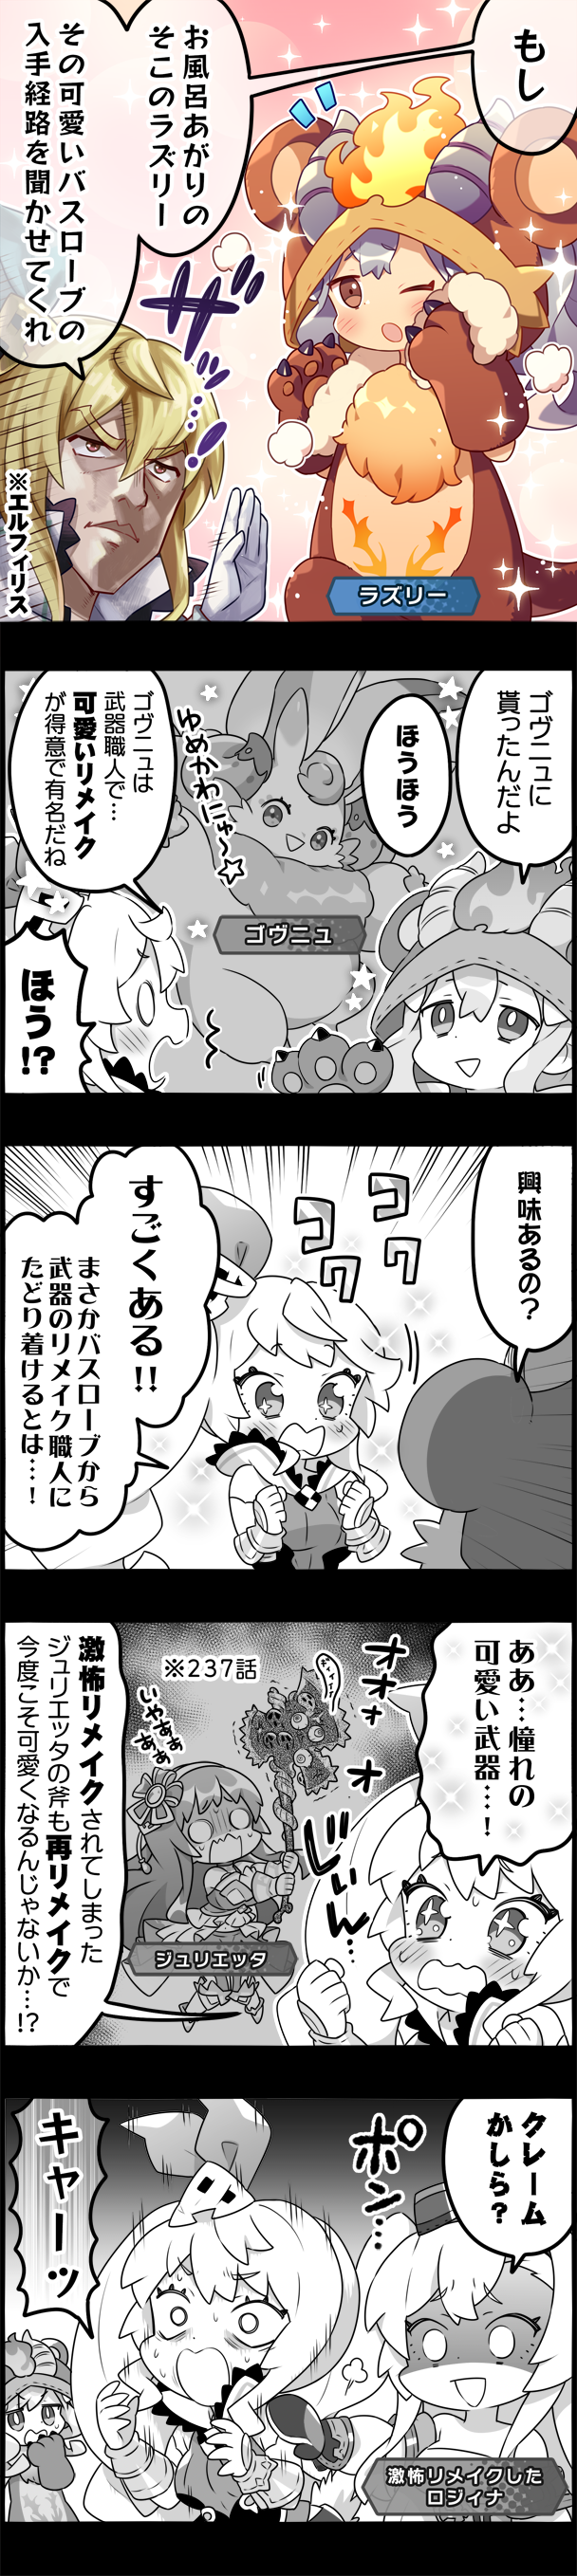 もし
お風呂あがりの
そこのラズリー
その可愛いバスローブの
入手経路を聞かせてくれ
ザッ…!
※エルフィリス
ラズリー
ゴヴニュに
貰ったんだよ
ほうほう
ゆめかわにゅ〜☆
ゴヴニュ
ゴヴニュは
武器職人で…
可愛いリメイク
が得意で有名だね
ほう!?
興味あるの?
コク
コク
すごくある!!
まさかバスローブから
武器のリメイク職人に
たどり着けるとは…!
ああ…憧れの
可愛い武器…!
オオォォ
※237話
いやああ
ああ
じぃん…
ジュリエッタ
激怖リメイクされてしまった
ジュリエッタの斧も再リメイクで
今度こそ可愛くなるんじゃないか…!?
クレーム
かしら?
ポン…
キャーッ
激怖リメイクした
ロジィナ